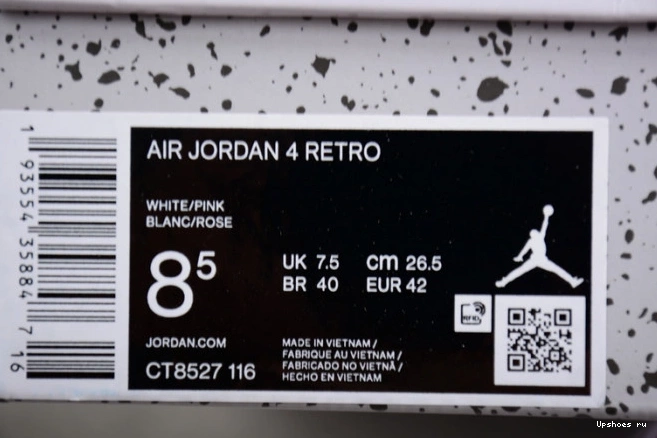 AIR JORDAN 4 RETRO
WHITE/PINK
BLANC/ROSE
8⁵
UK 7.5 cm 26.5
BR 40 EUR 42
JORDAN.COM
CT8527 116
MADE IN VIETNAM /
FABRIQUE AU VIETNAM /
FABRICADO NO VIETNÃ /
HECHO EN VIETNAM
1 93554 35884 7 16
Upshoes ru